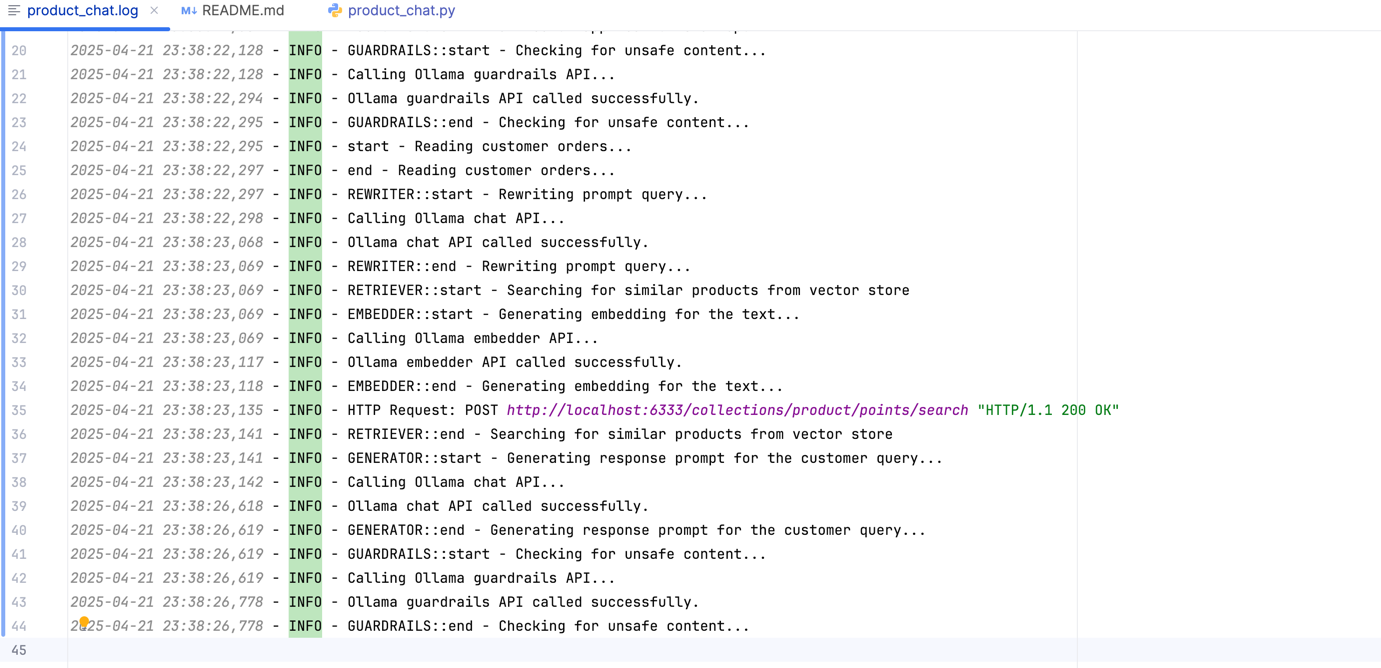 product_chat.log × M↓ README.md product_chat.py
20 2025-04-21 23:38:22,128 - INFO - GUARDRAILS::start - Checking for unsafe content...
21 2025-04-21 23:38:22,128 - INFO - Calling Ollama guardrails API...
22 2025-04-21 23:38:22,294 - INFO - Ollama guardrails API called successfully.
23 2025-04-21 23:38:22,295 - INFO - GUARDRAILS::end - Checking for unsafe content...
24 2025-04-21 23:38:22,295 - INFO - start - Reading customer orders...
25 2025-04-21 23:38:22,297 - INFO - end - Reading customer orders...
26 2025-04-21 23:38:22,297 - INFO - REWRITER::start - Rewriting prompt query...
27 2025-04-21 23:38:22,298 - INFO - Calling Ollama chat API...
28 2025-04-21 23:38:23,068 - INFO - Ollama chat API called successfully.
29 2025-04-21 23:38:23,069 - INFO - REWRITER::end - Rewriting prompt query...
30 2025-04-21 23:38:23,069 - INFO - RETRIEVER::start - Searching for similar products from vector store
31 2025-04-21 23:38:23,069 - INFO - EMBEDDER::start - Generating embedding for the text...
32 2025-04-21 23:38:23,069 - INFO - Calling Ollama embedder API...
33 2025-04-21 23:38:23,117 - INFO - Ollama embedder API called successfully.
34 2025-04-21 23:38:23,118 - INFO - EMBEDDER::end - Generating embedding for the text...
35 2025-04-21 23:38:23,135 - INFO - HTTP Request: POST http://localhost:6333/collections/product/points/search "HTTP/1.1 200 OK"
36 2025-04-21 23:38:23,141 - INFO - RETRIEVER::end - Searching for similar products from vector store
37 2025-04-21 23:38:23,141 - INFO - GENERATOR::start - Generating response prompt for the customer query...
38 2025-04-21 23:38:23,142 - INFO - Calling Ollama chat API...
39 2025-04-21 23:38:26,618 - INFO - Ollama chat API called successfully.
40 2025-04-21 23:38:26,619 - INFO - GENERATOR::end - Generating response prompt for the customer query...
41 2025-04-21 23:38:26,619 - INFO - GUARDRAILS::start - Checking for unsafe content...
42 2025-04-21 23:38:26,619 - INFO - Calling Ollama guardrails API...
43 2025-04-21 23:38:26,778 - INFO - Ollama guardrails API called successfully.
44 2025-04-21 23:38:26,778 - INFO - GUARDRAILS::end - Checking for unsafe content...
45